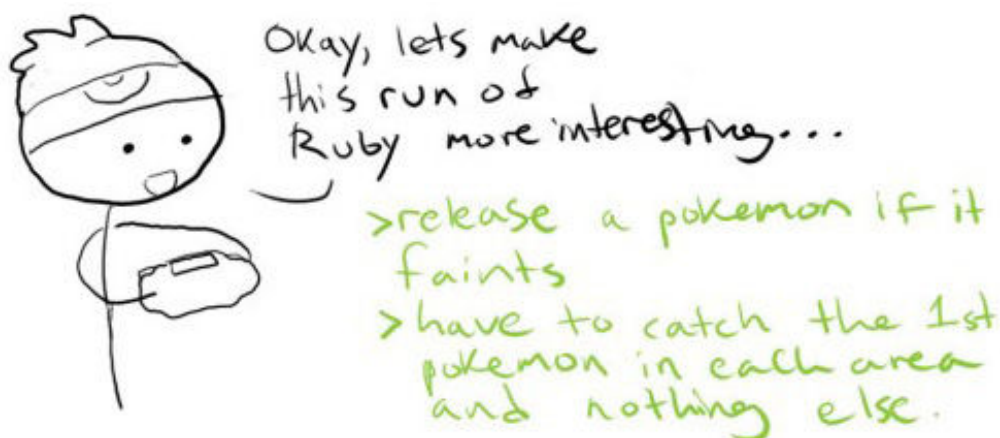 Okay, lets make
this run of
Ruby more interesting...
>release a pokemon if it
faints
>have to catch the 1st
pokemon in each area
and nothing else.